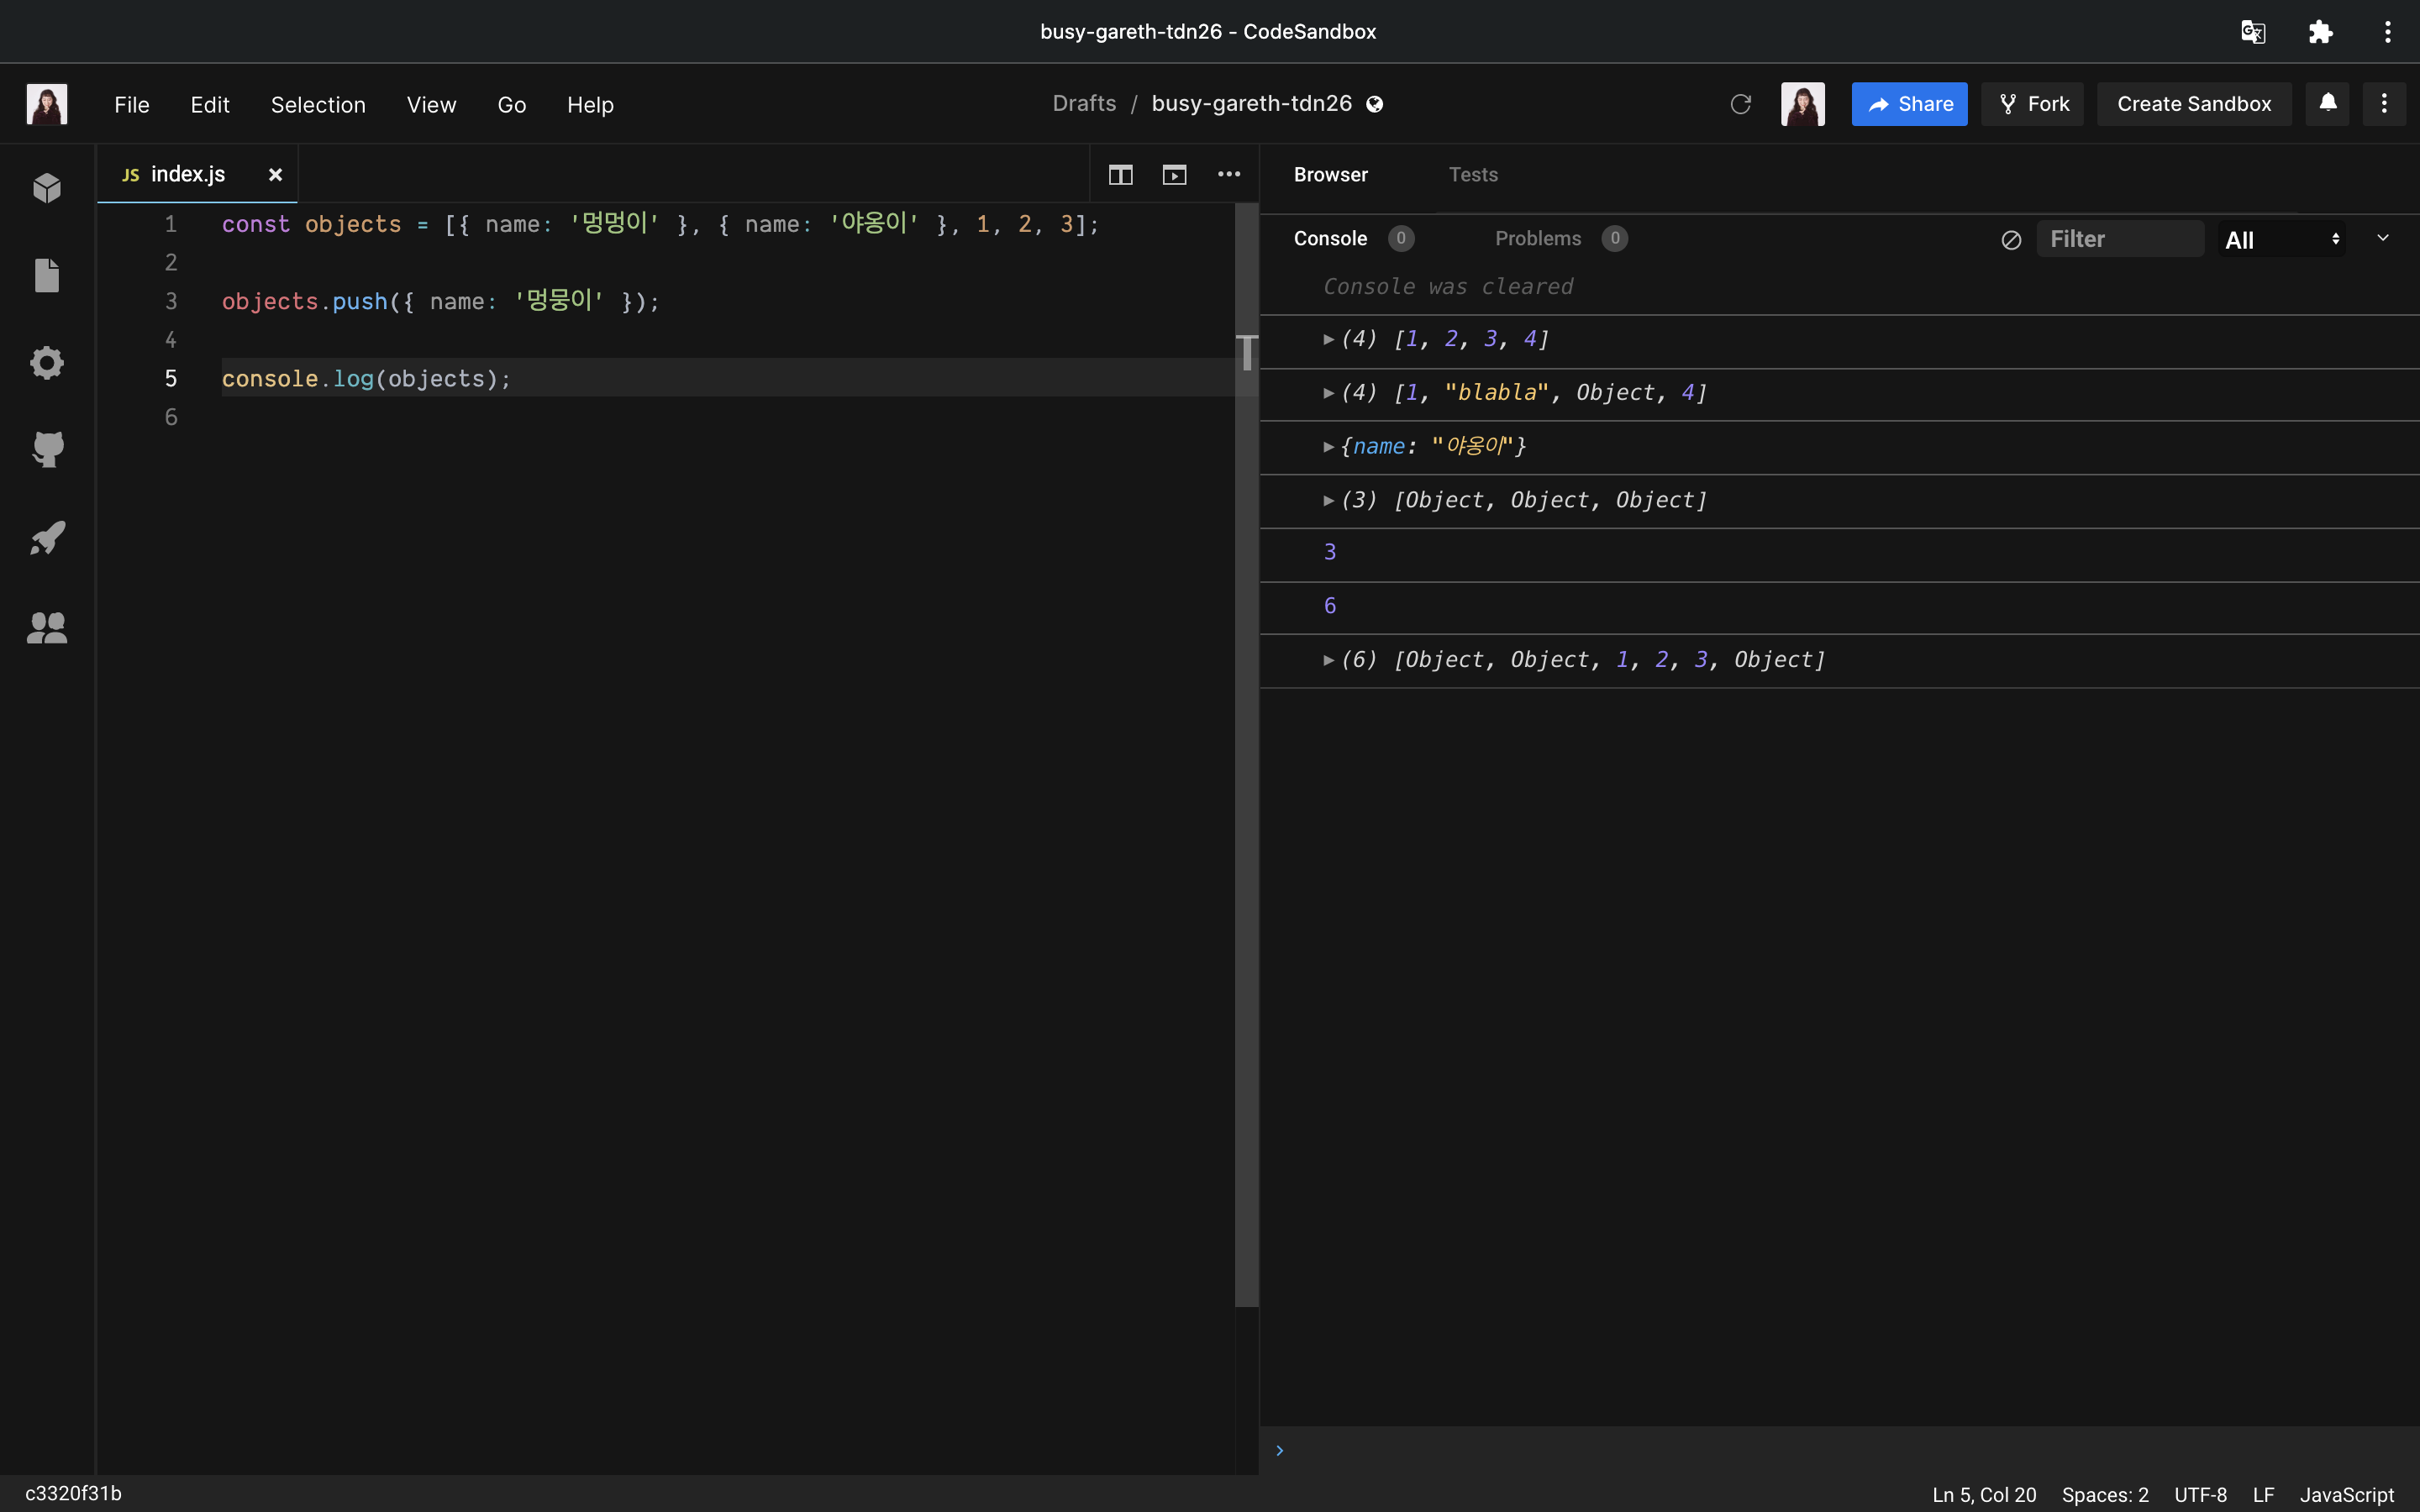 busy-gareth-tdn26 - CodeSandbox
File Edit Selection View Go Help
Drafts / busy-gareth-tdn26
Share Fork Create Sandbox
JS index.js
1 const objects = [{ name: '멍멍이' }, { name: '야옹이' }, 1, 2, 3];
2
3 objects.push({ name: '멍뭉이' });
4
5 console.log(objects);
6
Browser Tests
Console 0 Problems 0 Filter All
Console was cleared
(4) [1, 2, 3, 4]
(4) [1, "blabla", Object, 4]
{name: "야옹이"}
(3) [Object, Object, Object]
3
6
(6) [Object, Object, 1, 2, 3, Object]
c3320f31b
Ln 5, Col 20 Spaces: 2 UTF-8 LF JavaScript